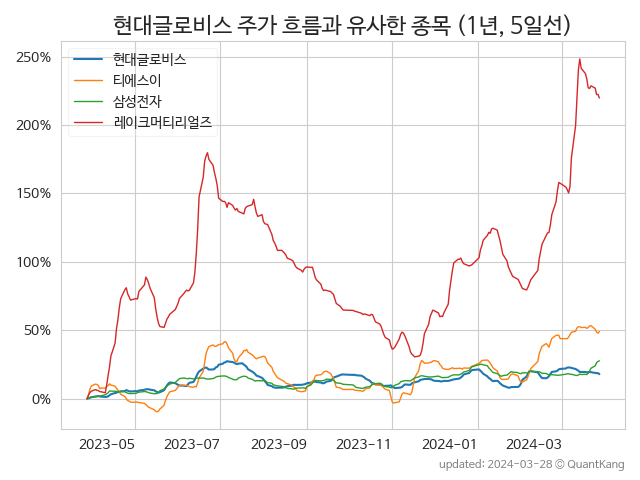 현대글로비스 주가 흐름과 유사한 종목 (1년, 5일선)
현대글로비스
티에스이
삼성전자
레이크머티리얼즈
250%
200%
150%
100%
50%
0%
2023-05 2023-07 2023-09 2023-11 2024-01 2024-03
updated: 2024-03-28 © QuantKang